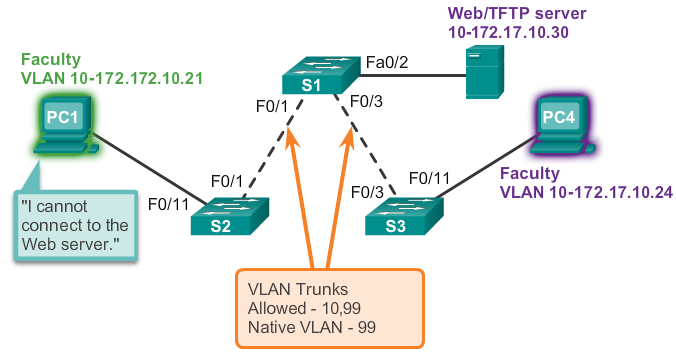 Web/TFTP server
10-172.17.10.30
Faculty
VLAN 10-172.172.10.21
Fa0/2
S1
F0/1
F0/3
PC1
PC4
Faculty
VLAN 10-172.17.10.24
"I cannot
connect to the
Web server."
F0/11
F0/1
S2
F0/3
F0/11
S3
VLAN Trunks
Allowed - 10,99
Native VLAN - 99